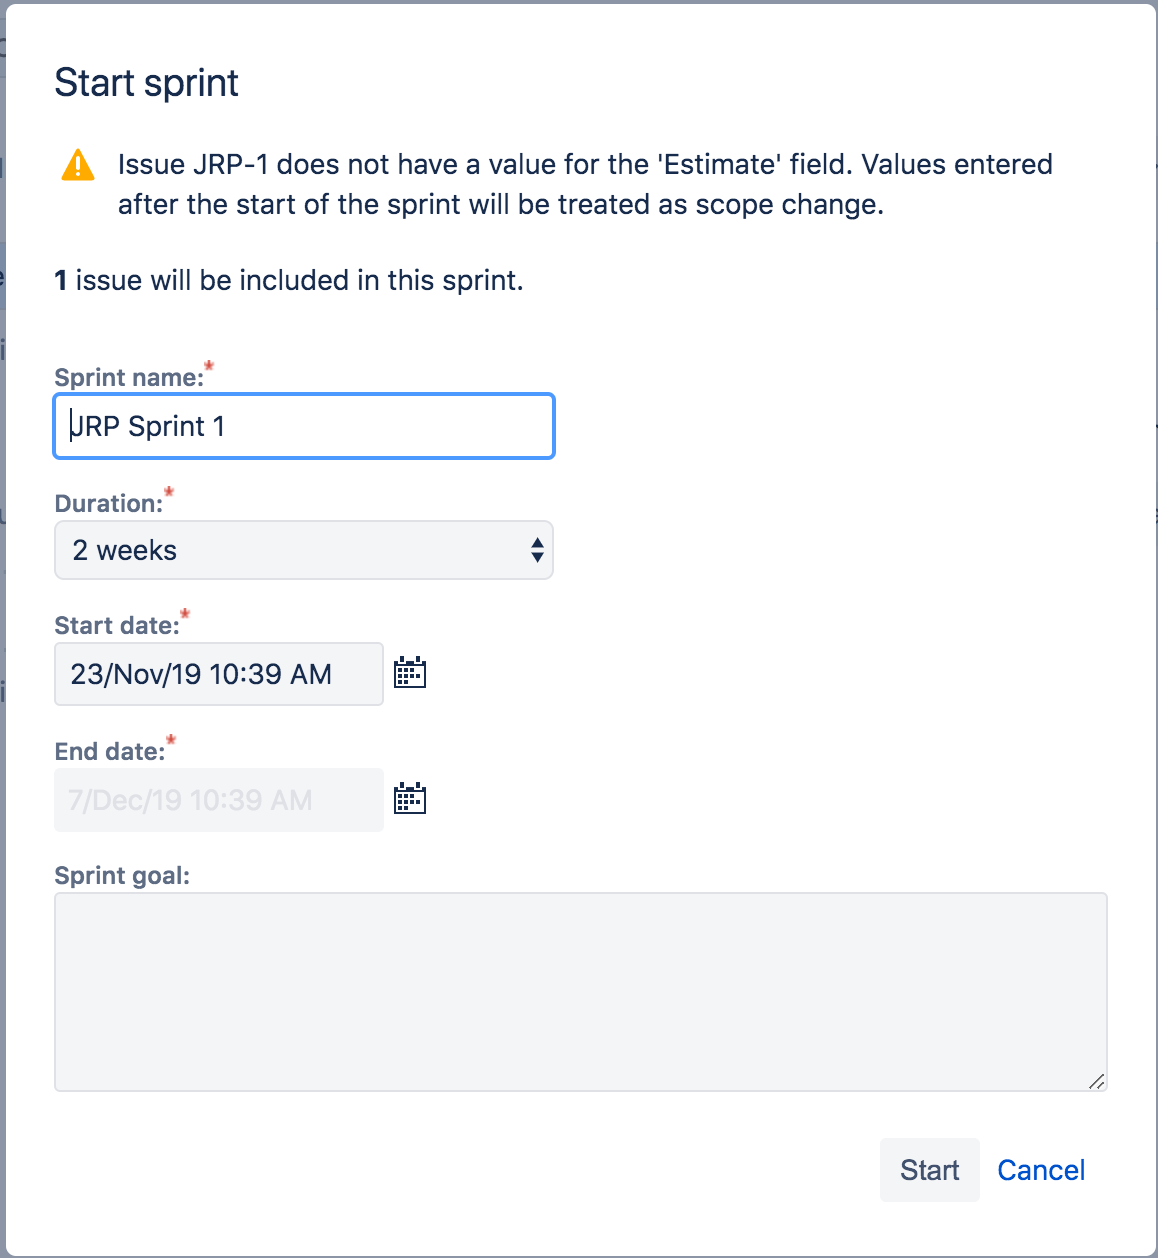 Start sprint
Issue JRP-1 does not have a value for the 'Estimate' field. Values entered
after the start of the sprint will be treated as scope change.
1 issue will be included in this sprint.
Sprint name:*
JRP Sprint 1
Duration:*
2 weeks
Start date:*
23/Nov/19 10:39 AM
End date:*
7/Dec/19 10:39 AM
Sprint goal:
Start Cancel